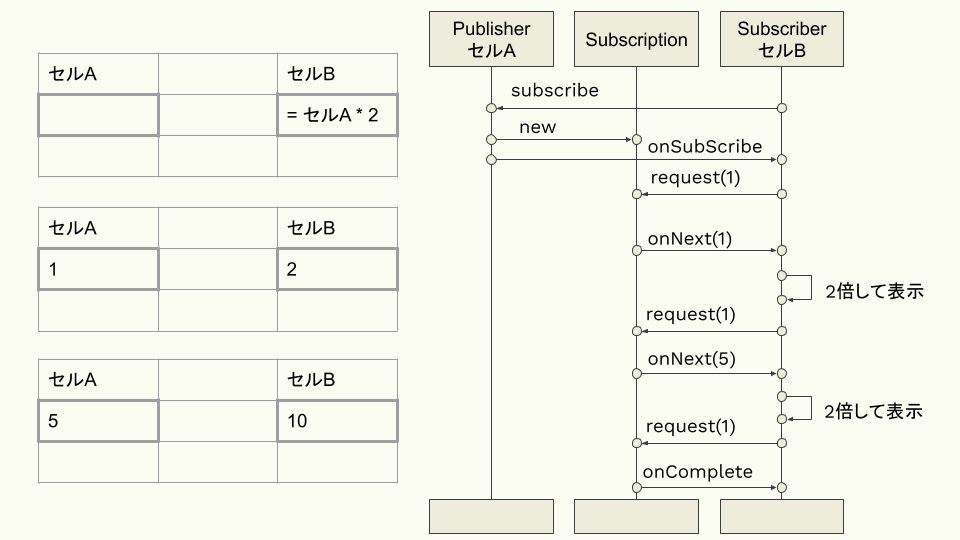 セルA
セルB
= セルA * 2
セルA
セルB
1
2
セルA
セルB
5
10
Publisher
セルA
Subscription
Subscriber
セルB
subscribe
new
onSubScribe
request(1)
onNext(1)
2倍して表示
request(1)
onNext(5)
2倍して表示
request(1)
onComplete